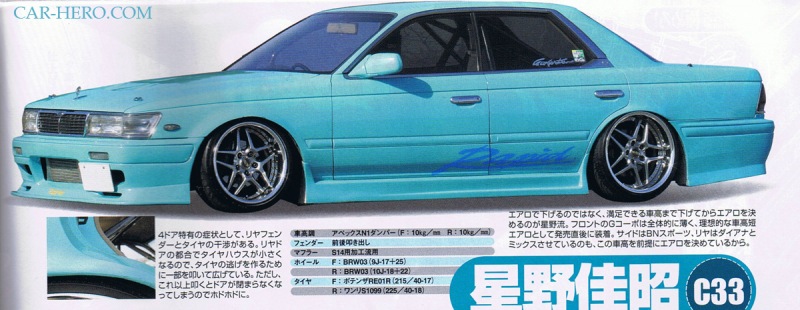 CAR-HERO.COM
Rapid
4ドア特有の症状として、リヤフェン
ダーとタイヤの干渉がある。リヤド
アの都合でタイヤハウスが小さく
なるので、タイヤの逃げを作るため
に一部を叩いて広げている。ただし、
これ以上叩くとドアが閉まらなくな
ってしまうのでホドホドに。
車高調 アペックスN1ダンパー(F:10kg/mm R:10kg/mm)
フェンダー 前後叩き出し
マフラー S14用加工流用
ホイール F:BRW03(9J-17+25)
R:BRW03(10J-18+22)
タイヤ F:ポテンザRE01R(215/40-17)
R:ワンリS1099(225/40-18)
エアロで下げるのではなく、満足できる車高まで下げてからエアロを決
めるのが星野流。フロントのGコーポは全体的に薄く、理想的な車高短
エアロとして発売直後に装着。サイドはBNスポーツ、リヤはダイアナと
ミックスさせているのも、この車高を前提にエアロを決めているから。
星野佳昭 C33